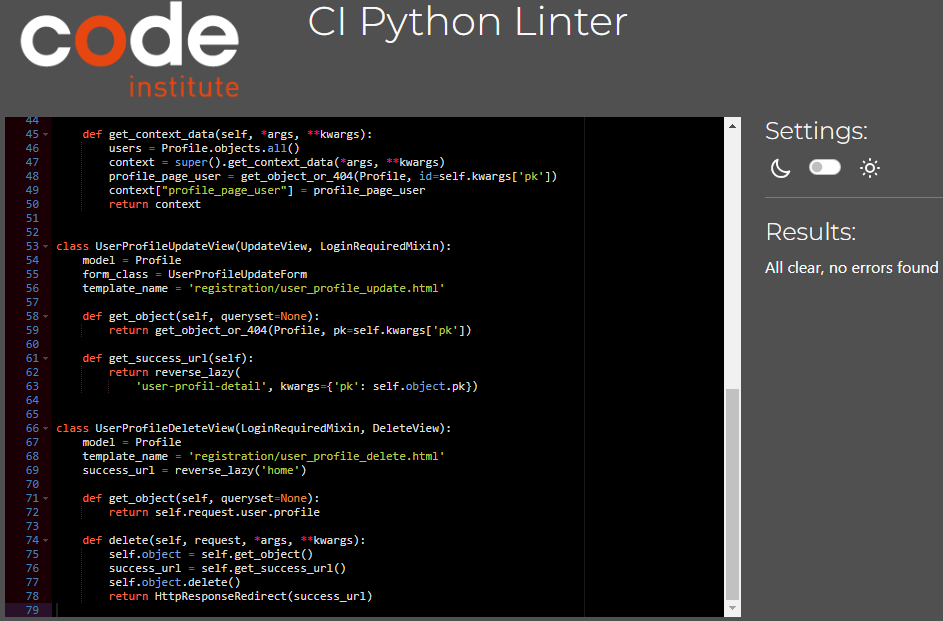 code
institute
CI Python Linter
44
45 def get_context_data(self, *args, **kwargs):
46 users = Profile.objects.all()
47 context = super().get_context_data(*args, **kwargs)
48 profile_page_user = get_object_or_404(Profile, id=self.kwargs['pk'])
49 context["profile_page_user"] = profile_page_user
50 return context
51
52
53 class UserProfileUpdateView(UpdateView, LoginRequiredMixin):
54 model = Profile
55 form_class = UserProfileUpdateForm
56 template_name = 'registration/user_profile_update.html'
57
58 def get_object(self, queryset=None):
59 return get_object_or_404(Profile, pk=self.kwargs['pk'])
60
61 def get_success_url(self):
62 return reverse_lazy(
63 'user-profil-detail', kwargs={'pk': self.object.pk})
64
65
66 class UserProfileDeleteView(LoginRequiredMixin, DeleteView):
67 model = Profile
68 template_name = 'registration/user_profile_delete.html'
69 success_url = reverse_lazy('home')
70
71 def get_object(self, queryset=None):
72 return self.request.user.profile
73
74 def delete(self, request, *args, **kwargs):
75 self.object = self.get_object()
76 success_url = self.get_success_url()
77 self.object.delete()
78 return HttpResponseRedirect(success_url)
79
Settings:
Results:
All clear, no errors found